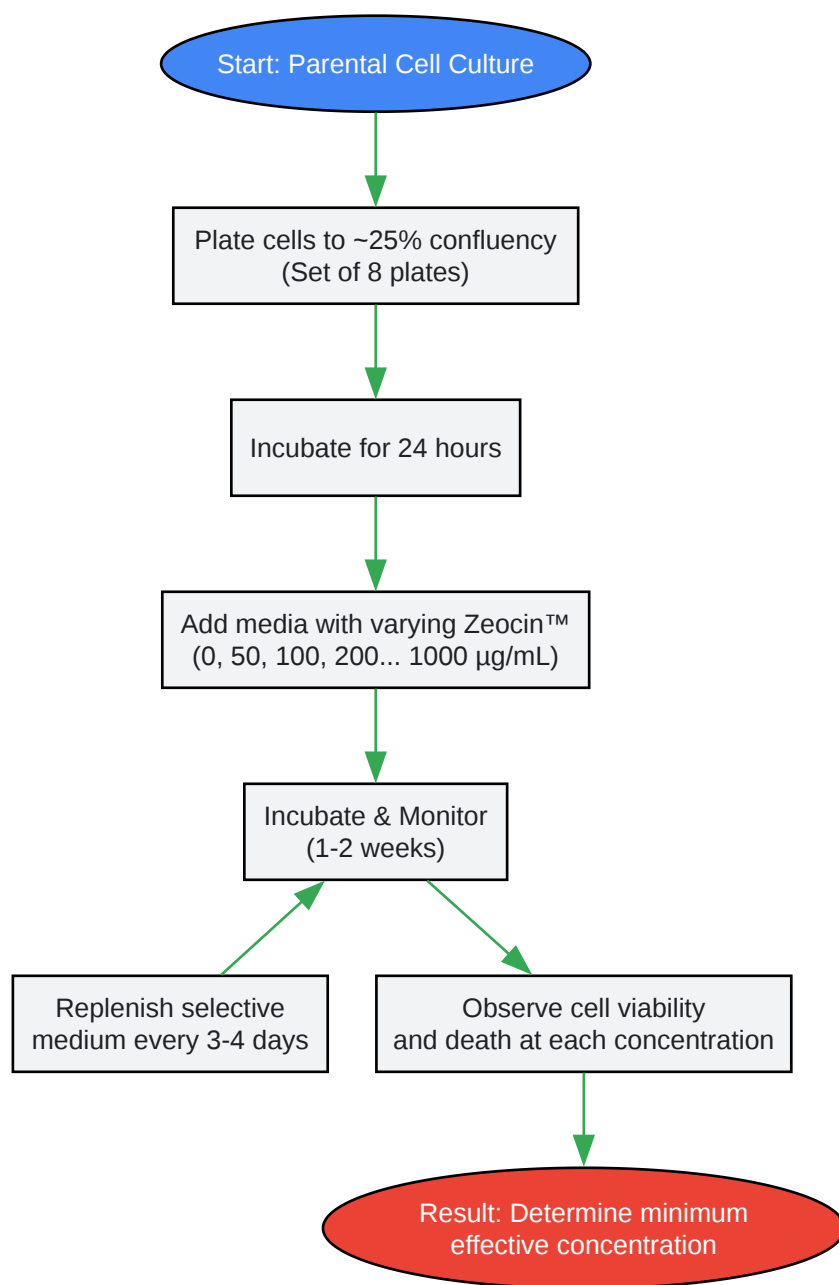 Start: Parental Cell Culture
Plate cells to ~25% confluency
(Set of 8 plates)
Incubate for 24 hours
Add media with varying Zeocin™
(0, 50, 100, 200... 1000 µg/mL)
Incubate & Monitor
(1-2 weeks)
Replenish selective
medium every 3-4 days
Observe cell viability
and death at each concentration
Result: Determine minimum
effective concentration